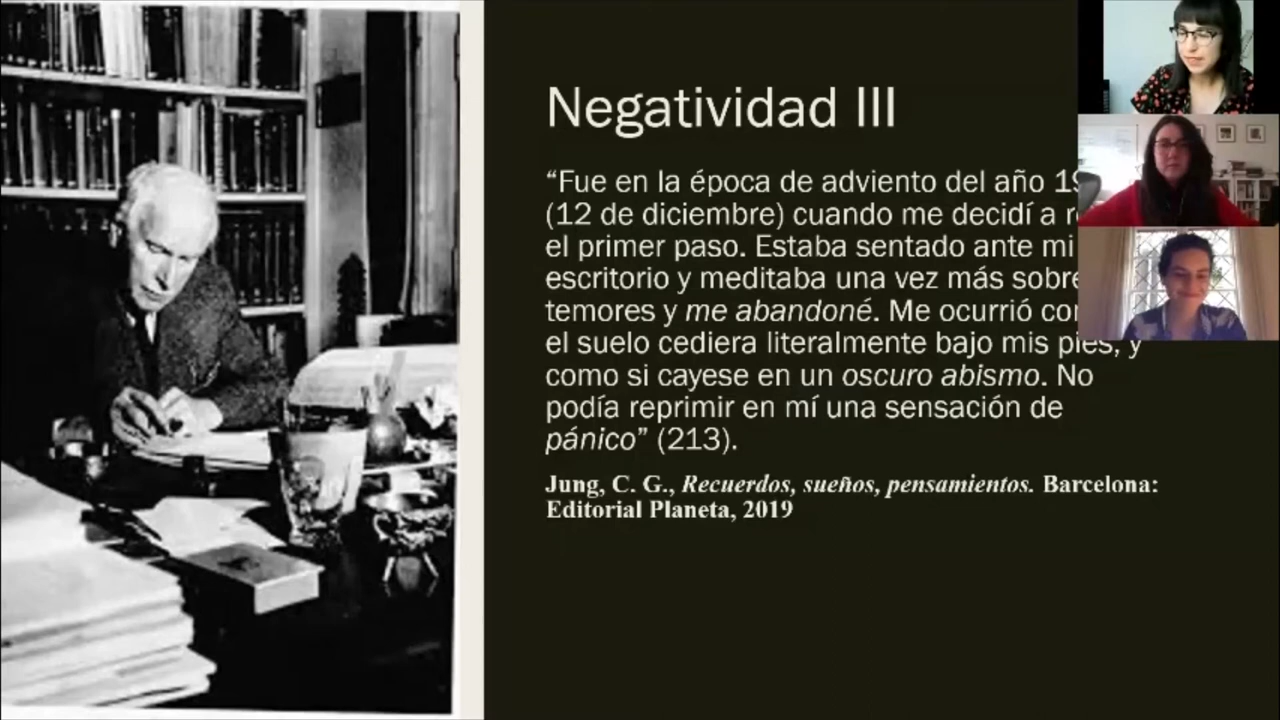 Negatividad III
“Fue en la época de adviento del año
(12 de diciembre) cuando me decidí a
el primer paso. Estaba sentado ante mi
escritorio y meditaba una vez más sobre
temores y me abandoné. Me ocurrió
el suelo cediera literalmente bajo mis pies, y
como si cayese en un oscuro abismo. No
podía reprimir en mí una sensación de
pánico” (213).
Jung, C. G., Recuerdos, sueños, pensamientos. Barcelona:
Editorial Planeta, 2019